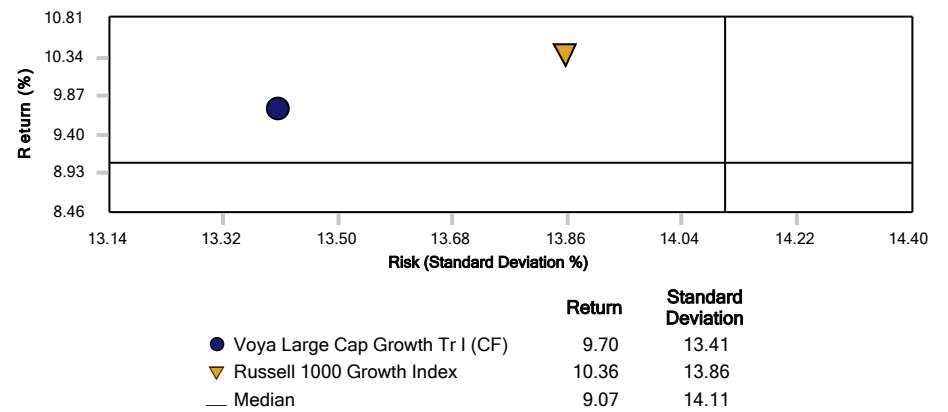 10.81
10.34
9.87
9.40
8.93
8.46
Return (%)
13.14 13.32 13.50 13.68 13.86 14.04 14.22 14.40
Risk (Standard Deviation %)
Return Standard Deviation
Voya Large Cap Growth Tr I (CF) 9.70 13.41
Russell 1000 Growth Index 10.36 13.86
Median 9.07 14.11